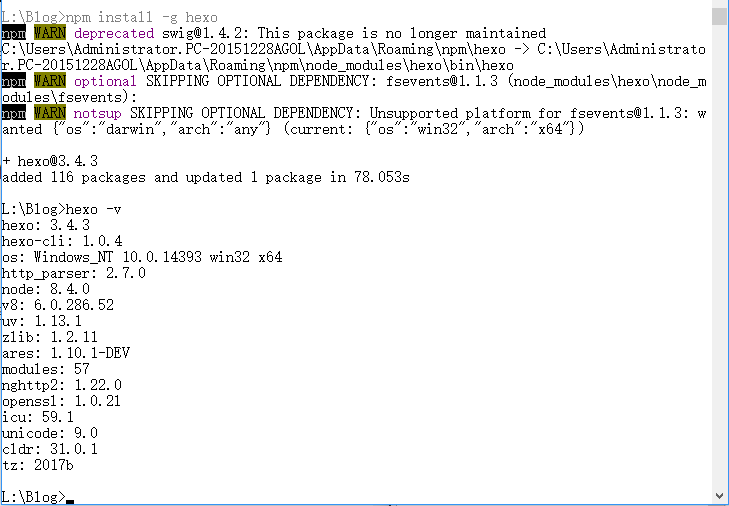 L:\Blog>npm install -g hexo
npm WARN deprecated swig@1.4.2: This package is no longer maintained
C:\Users\Administrator.PC-20151228AGOL\AppData\Roaming\npm\hexo -> C:\Users\Administrato
r.PC-20151228AGOL\AppData\Roaming\npm\node_modules\hexo\bin\hexo
npm WARN optional SKIPPING OPTIONAL DEPENDENCY: fsevents@1.1.3 (node_modules\hexo\node_m
odules\fsevents):
npm WARN notsup SKIPPING OPTIONAL DEPENDENCY: Unsupported platform for fsevents@1.1.3: w
anted {"os":"darwin","arch":"any"} (current: {"os":"win32","arch":"x64"})
+ hexo@3.4.3
added 116 packages and updated 1 package in 78.053s
L:\Blog>hexo -v
hexo: 3.4.3
hexo-cli: 1.0.4
os: Windows_NT 10.0.14393 win32 x64
http_parser: 2.7.0
node: 8.4.0
v8: 6.0.286.52
uv: 1.13.1
zlib: 1.2.11
ares: 1.10.1-DEV
modules: 57
nghttp2: 1.22.0
openssl: 1.0.2l
icu: 59.1
unicode: 9.0
cldr: 31.0.1
tz: 2017b
L:\Blog>